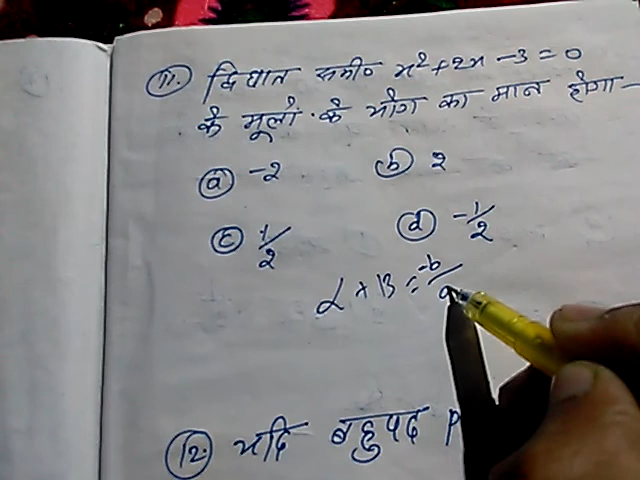 11. द्विघात समी० x²+2x-3=0
के मूलों के योग का मान होगा-
(a) -2 (b) 2
(c) 1/2 (d) -1/2
α + β = -b/a
12. यदि बहुपद P